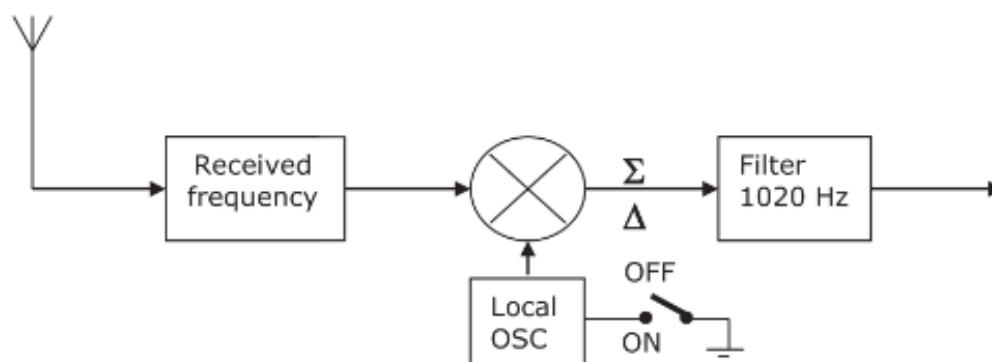 Received
frequency
Σ
Δ
Filter
1020 Hz
Local
OSC
OFF
ON